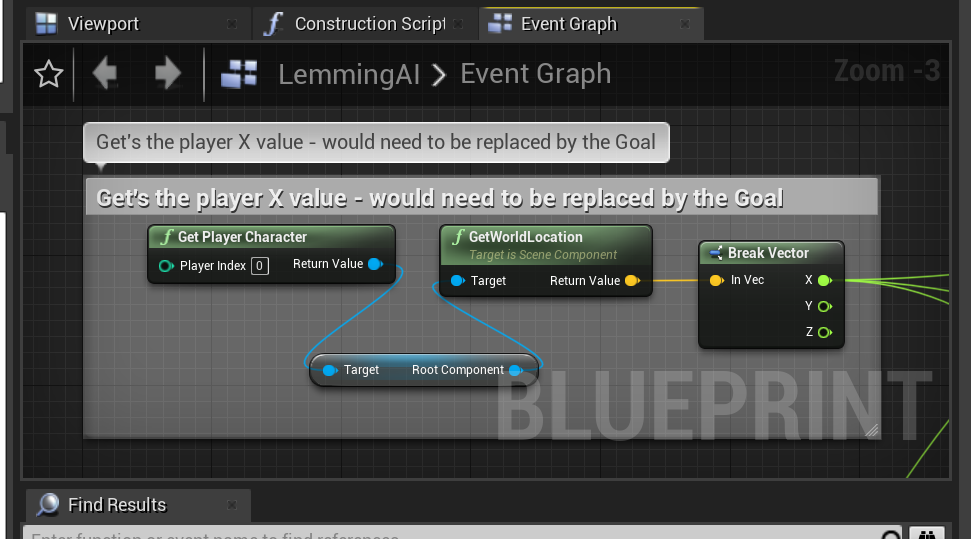 Viewport
Construction Script
Event Graph
LemmingAI > Event Graph
Zoom -3
Get's the player X value - would need to be replaced by the Goal
Get's the player X value - would need to be replaced by the Goal
Get Player Character
Player Index 0
Return Value
GetWorldLocation
Target is Scene Component
Target
Return Value
Break Vector
In Vec
X
Y
Z
Target
Root Component
BLUEPRINT
Find Results
Enter function or event name to find references...